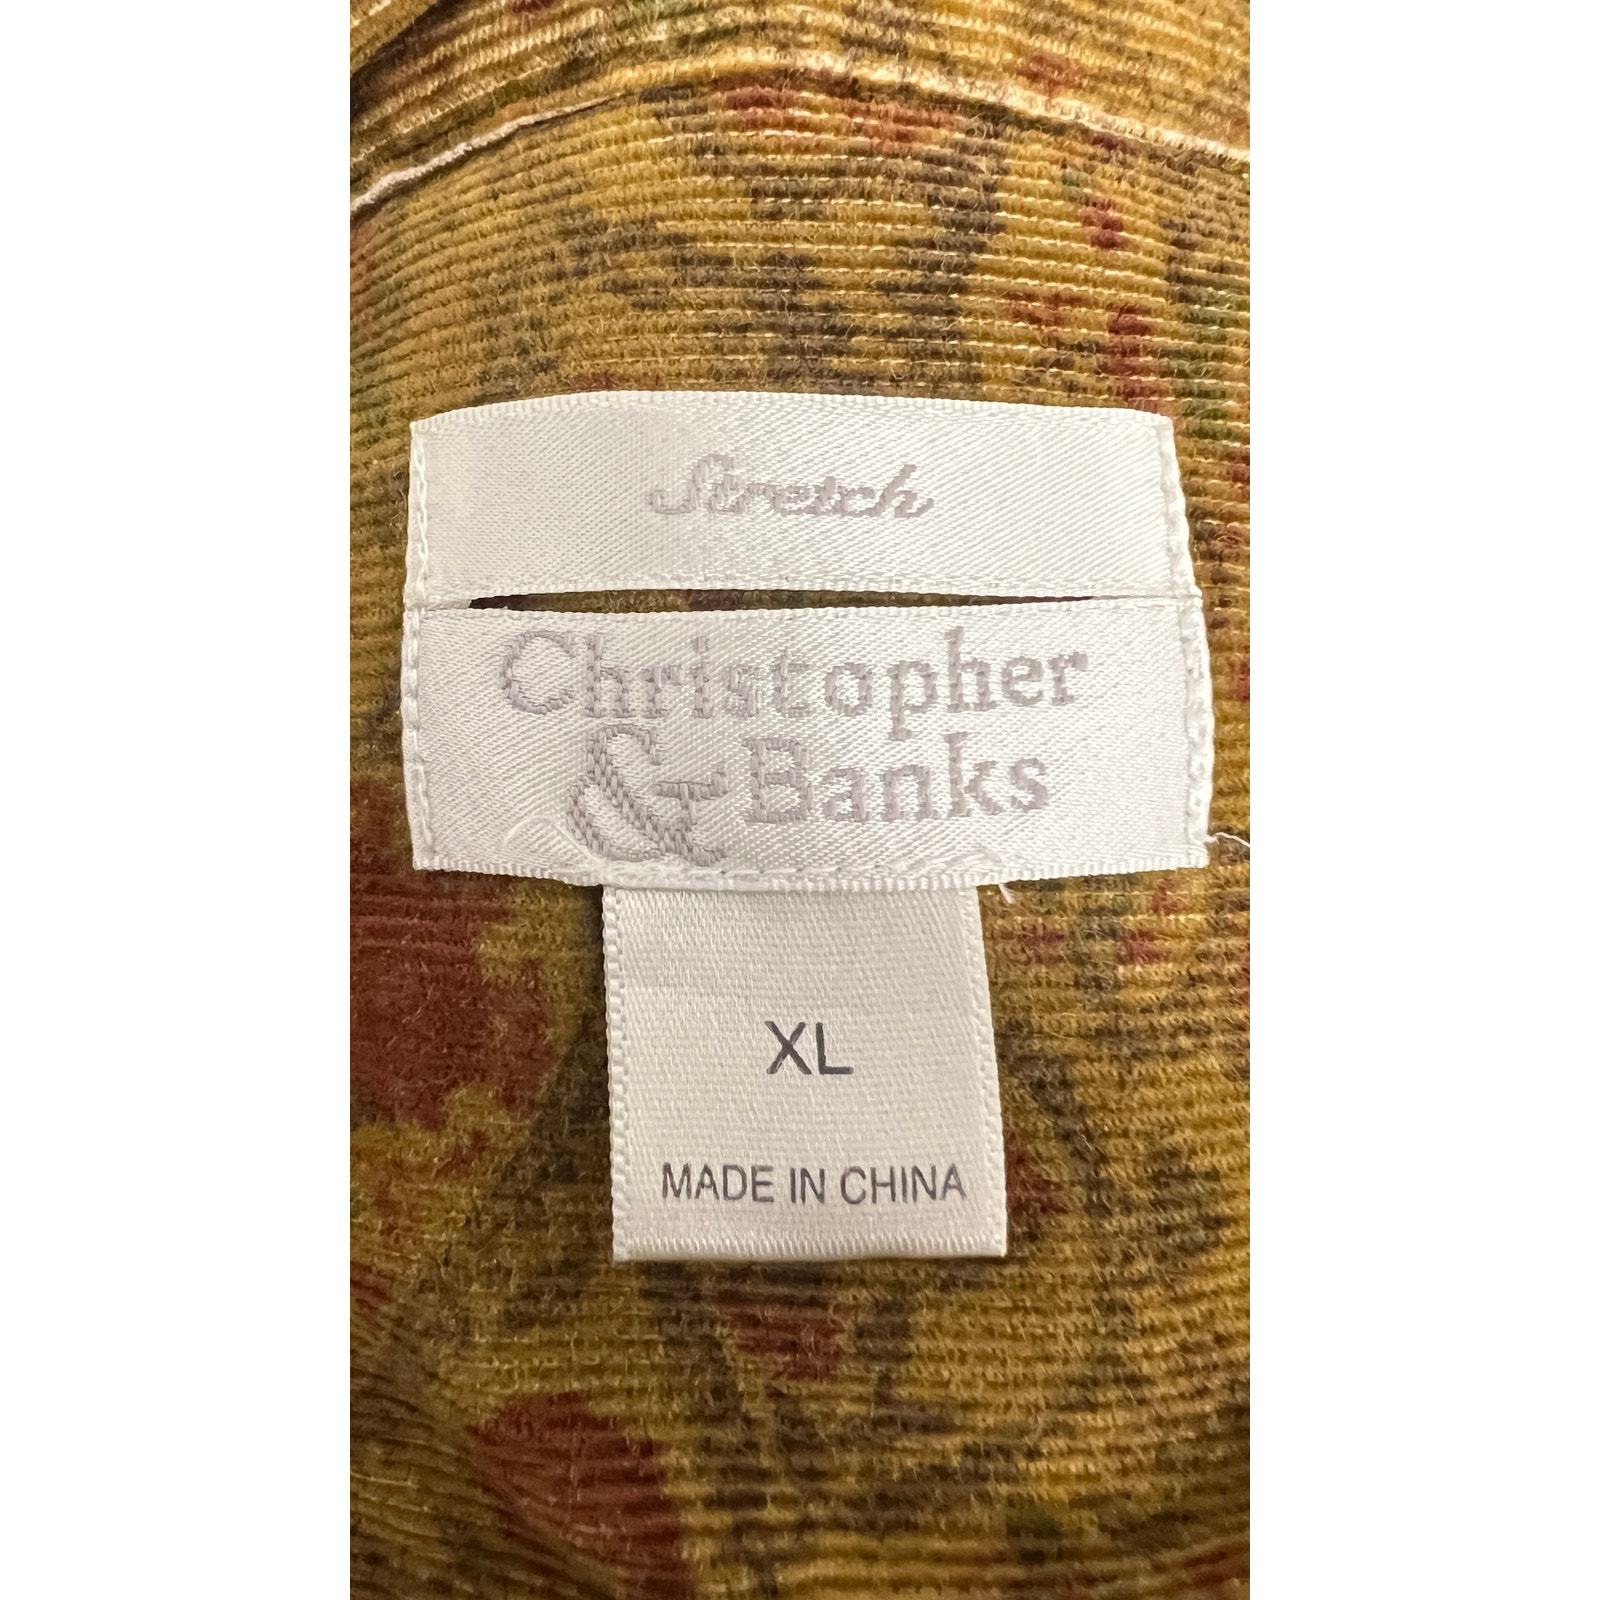 Stretch
Christopher
& Banks
XL
MADE IN CHINA